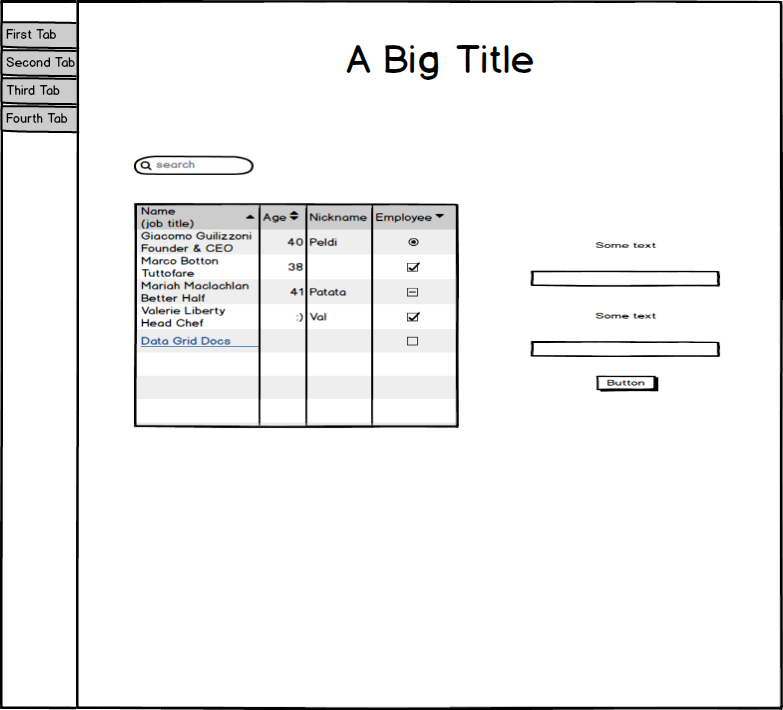 First Tab
Second Tab
Third Tab
Fourth Tab
A Big Title
search
Name
(job title)
Age
Nickname
Employee
Giacomo Guilizzoni
Founder & CEO
40
Peldi
Marco Botton
Tuttofare
38
Mariah Maclachlan
Better Half
41
Patata
Valerie Liberty
Head Chef
:)
Val
Data Grid Docs
Some text
Some text
Button